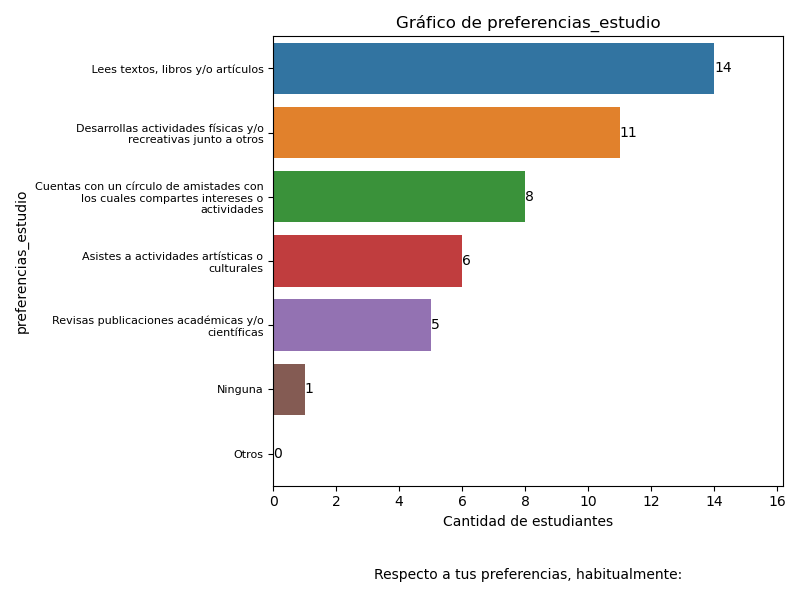 Gráfico de preferencias_estudio
preferencias_estudio
Lees textos, libros y/o artículos
14
Desarrollas actividades físicas y/o
recreativas junto a otros
11
Cuentas con un círculo de amistades con
los cuales compartes intereses o
actividades
8
Asistes a actividades artísticas o
culturales
6
Revisas publicaciones académicas y/o
científicas
5
Ninguna
1
Otros
0
0 2 4 6 8 10 12 14 16
Cantidad de estudiantes
Respecto a tus preferencias, habitualmente: